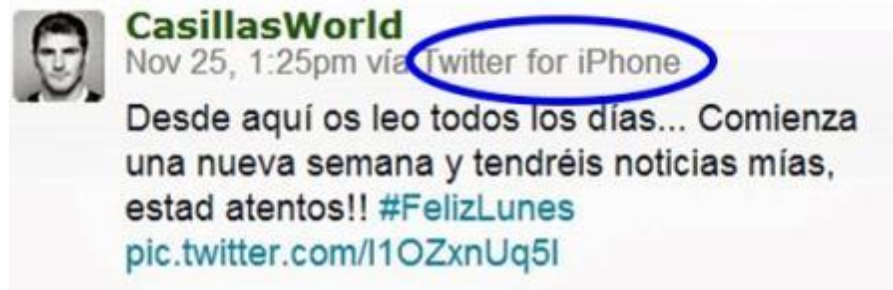 CasillasWorld
Nov 25, 1:25pm vía Twitter for iPhone
Desde aquí os leo todos los días... Comienza
una nueva semana y tendréis noticias mías,
estad atentos!! #FelizLunes
pic.twitter.com/l1OZxnUq5l